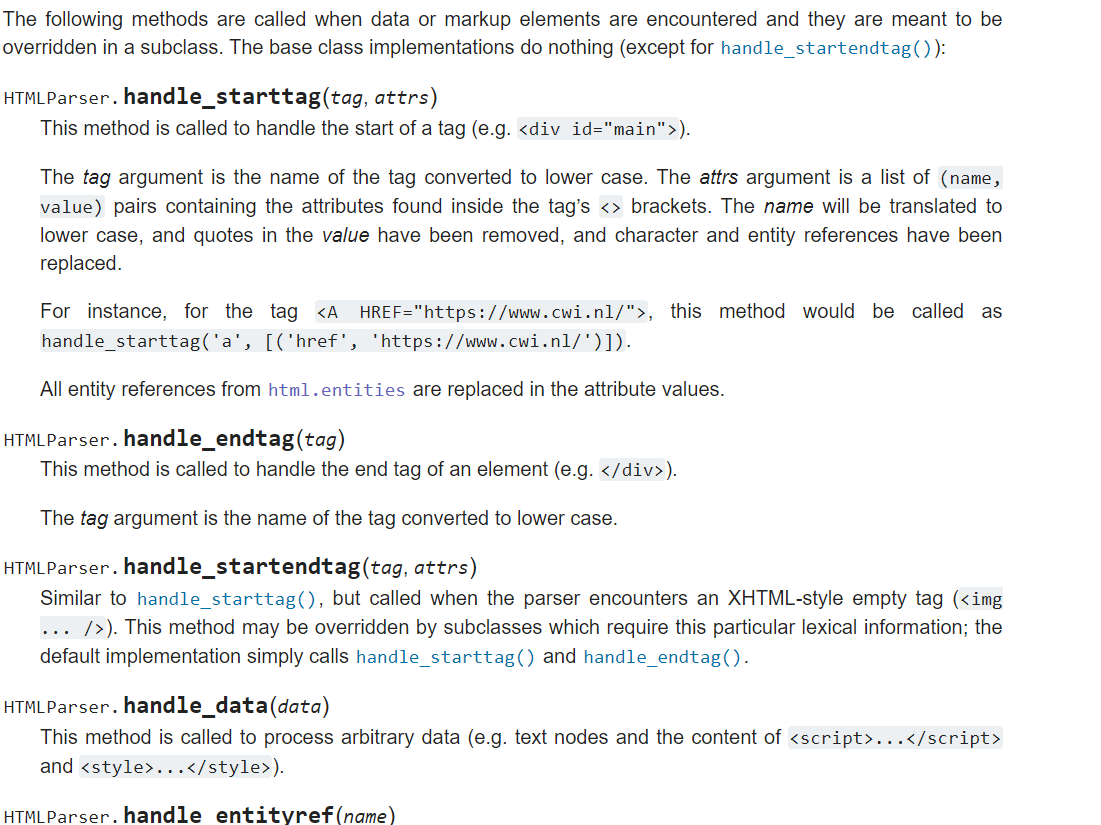 The following methods are called when data or markup elements are encountered and they are meant to be
overridden in a subclass. The base class implementations do nothing (except for handle_startendtag()):
HTMLParser.handle_starttag(tag, attrs)
This method is called to handle the start of a tag (e.g. <div id="main">).
The tag argument is the name of the tag converted to lower case. The attrs argument is a list of (name,
value) pairs containing the attributes found inside the tag’s <> brackets. The name will be translated to
lower case, and quotes in the value have been removed, and character and entity references have been
replaced.
For instance, for the tag <A HREF="https://www.cwi.nl/">, this method would be called as
handle_starttag('a', [('href', 'https://www.cwi.nl/')]).
All entity references from html.entities are replaced in the attribute values.
HTMLParser.handle_endtag(tag)
This method is called to handle the end tag of an element (e.g. </div>).
The tag argument is the name of the tag converted to lower case.
HTMLParser.handle_startendtag(tag, attrs)
Similar to handle_starttag(), but called when the parser encounters an XHTML-style empty tag (<img
... />). This method may be overridden by subclasses which require this particular lexical information; the
default implementation simply calls handle_starttag() and handle_endtag().
HTMLParser.handle_data(data)
This method is called to process arbitrary data (e.g. text nodes and the content of <script>...</script>
and <style>...</style>).
HTMLParser.handle_entityref(name)